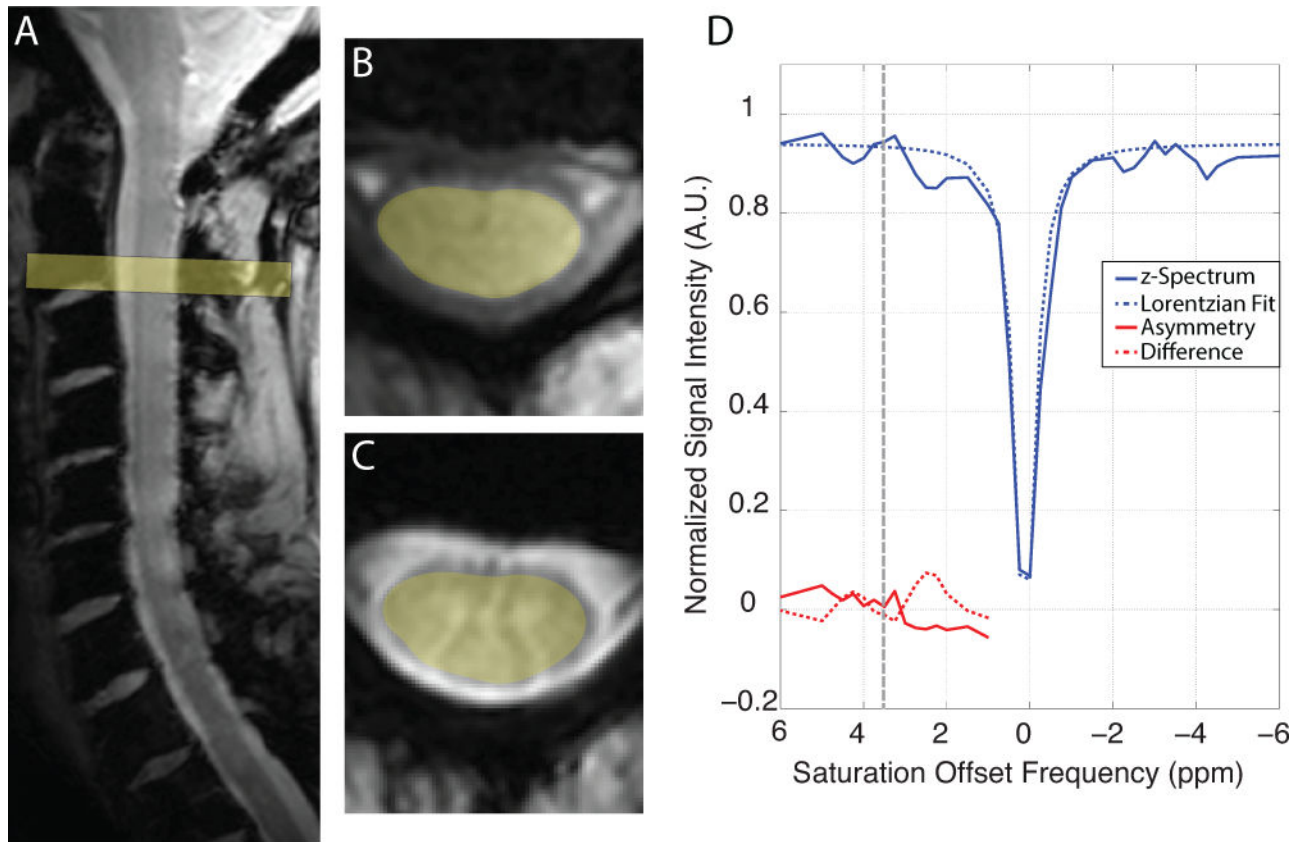 A
B
C
D
Normalized Signal Intensity (A.U.)
1
0.8
0.6
0.4
0.2
0
−0.2
z-Spectrum
Lorentzian Fit
Asymmetry
Difference
6 4 2 0 −2 −4 −6
Saturation Offset Frequency (ppm)